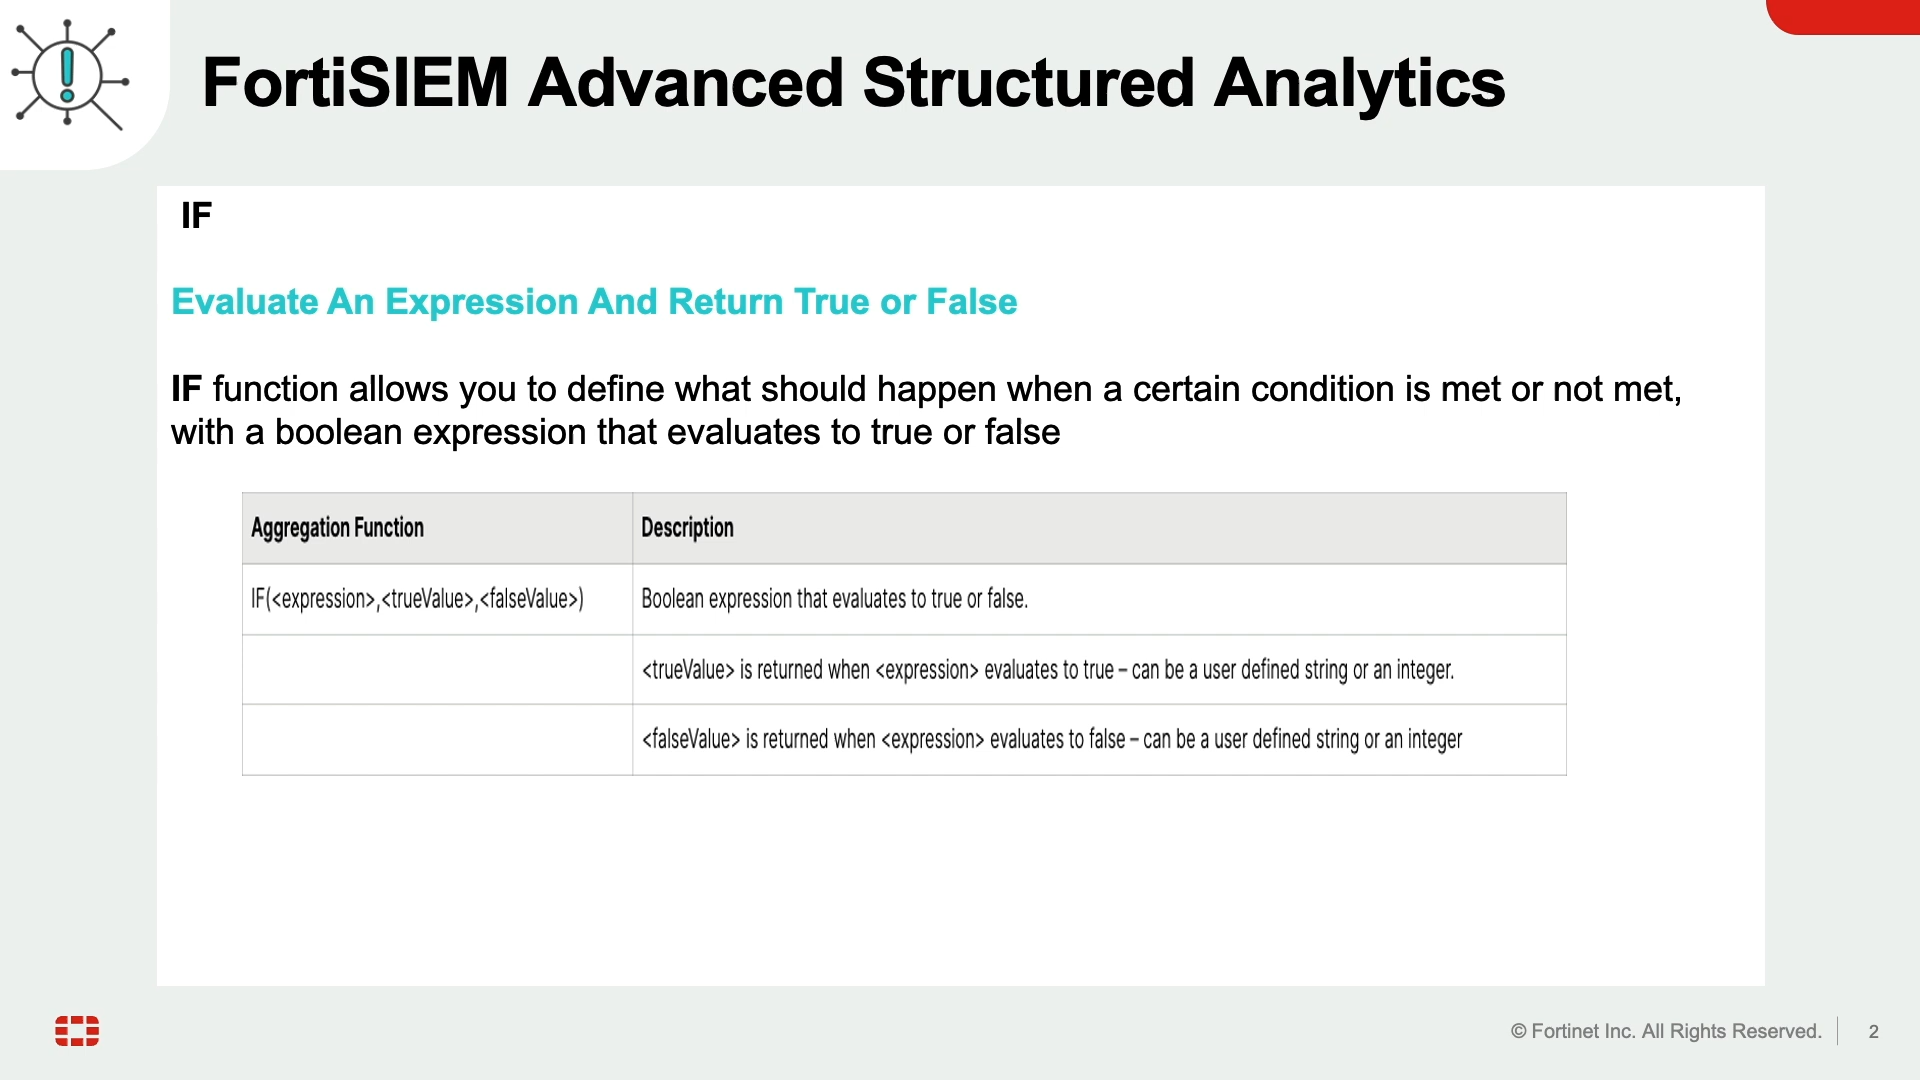 FortiSIEM Advanced Structured Analytics
IF
Evaluate An Expression And Return True or False
IF function allows you to define what should happen when a certain condition is met or not met,
with a boolean expression that evaluates to true or false
Aggregation Function
Description
IF(<expression>,<trueValue>,<falseValue>)
Boolean expression that evaluates to true or false.
<trueValue> is returned when <expression> evaluates to true – can be a user defined string or an integer.
<falseValue> is returned when <expression> evaluates to false – can be a user defined string or an integer
© Fortinet Inc. All Rights Reserved.
2